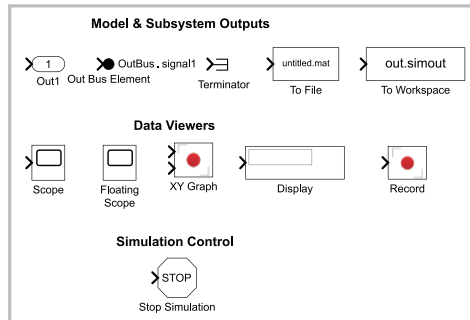 Model & Subsystem Outputs
1
OutBus.signal1
untitled.mat
out.simout
Out1
Out Bus Element
Terminator
To File
To Workspace
Data Viewers
Scope
Floating
Scope
XY Graph
Display
Record
Simulation Control
STOP
Stop Simulation